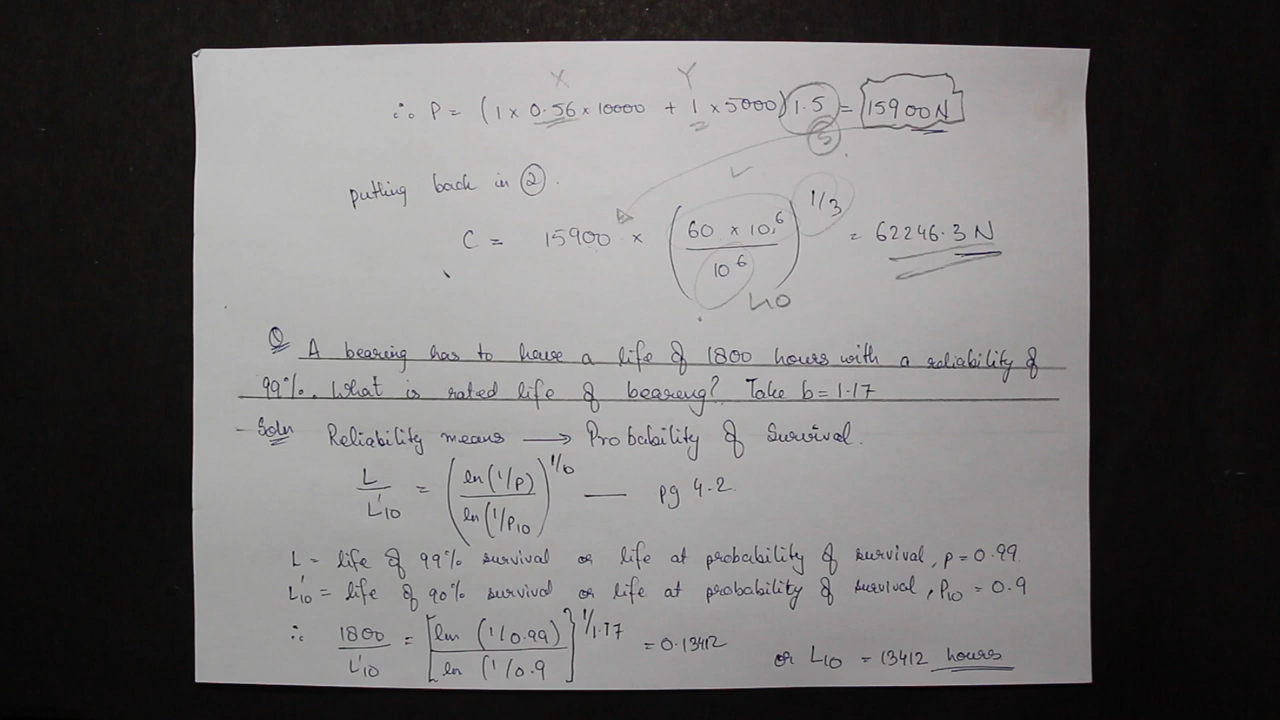 X Y
∴ P = (1 x 0.56 x 10000 + 1 x 5000) 1.5 = 15900 N
S
putting back in ②.
C = 15900 x (60 x 10^6 / 10^6)^1/3 = 62246.3 N
L10
Q A bearing has to have a life of 1800 hours with a reliability of
99%. What is rated life of bearing? Take b = 1.17
- Soln Reliability means → Probability of Survival.
L / L'10 = (ln(1/p) / ln(1/p10)^1/b — pg 4.2.
L = life of 99% survival or life at probability of survival, p = 0.99.
L'10 = life of 90% survival or life at probability of survival, P10 = 0.9
∴ 1800 / L'10 = [ln (1/0.99) / ln (1/0.9]^1/1.17 = 0.13412 or L10 = 13412 hours